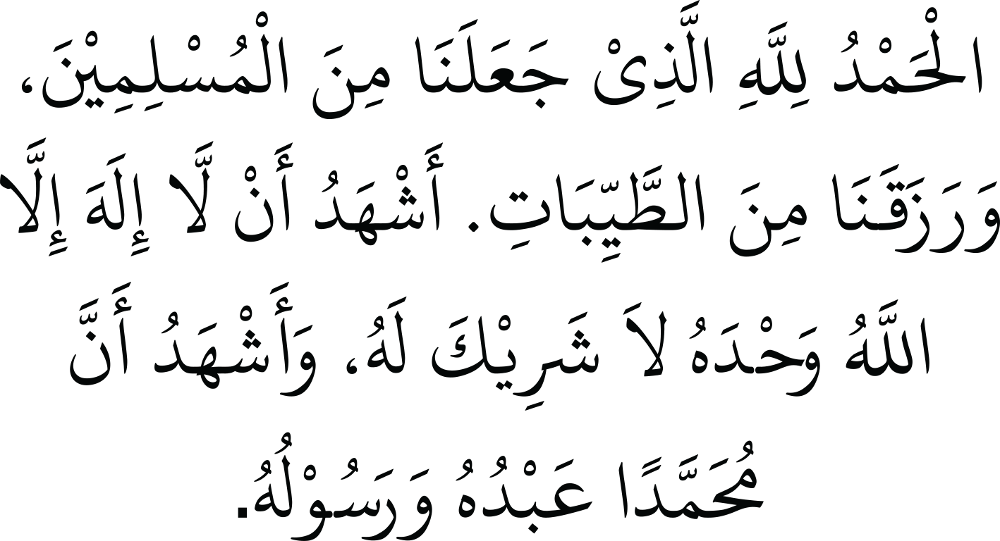 الْحَمْدُ لِلَّهِ الَّذِىْ جَعَلَنَا مِنَ الْمُسْلِمِيْنَ،
وَرَزَقَنَا مِنَ الطَّيِّبَاتِ. أَشْهَدُ أَنْ لَّا إِلَهَ إِلَّا
اللَّهُ وَحْدَهُ لاَ شَرِيْكَ لَهُ، وَأَشْهَدُ أَنَّ
مُحَمَّدًا عَبْدُهُ وَرَسُوْلُهُ.